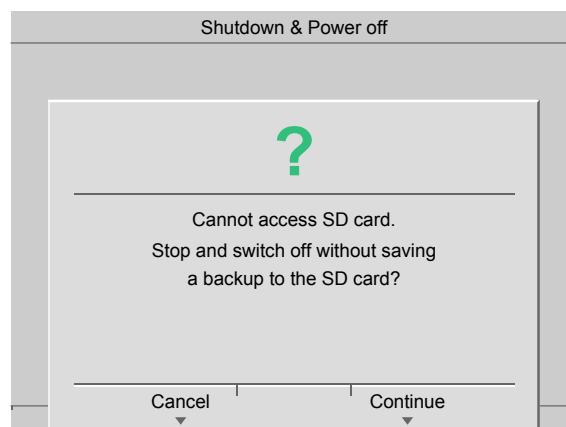 Shutdown & Power off
?
Cannot access SD card.
Stop and switch off without saving
a backup to the SD card?
Cancel
Continue